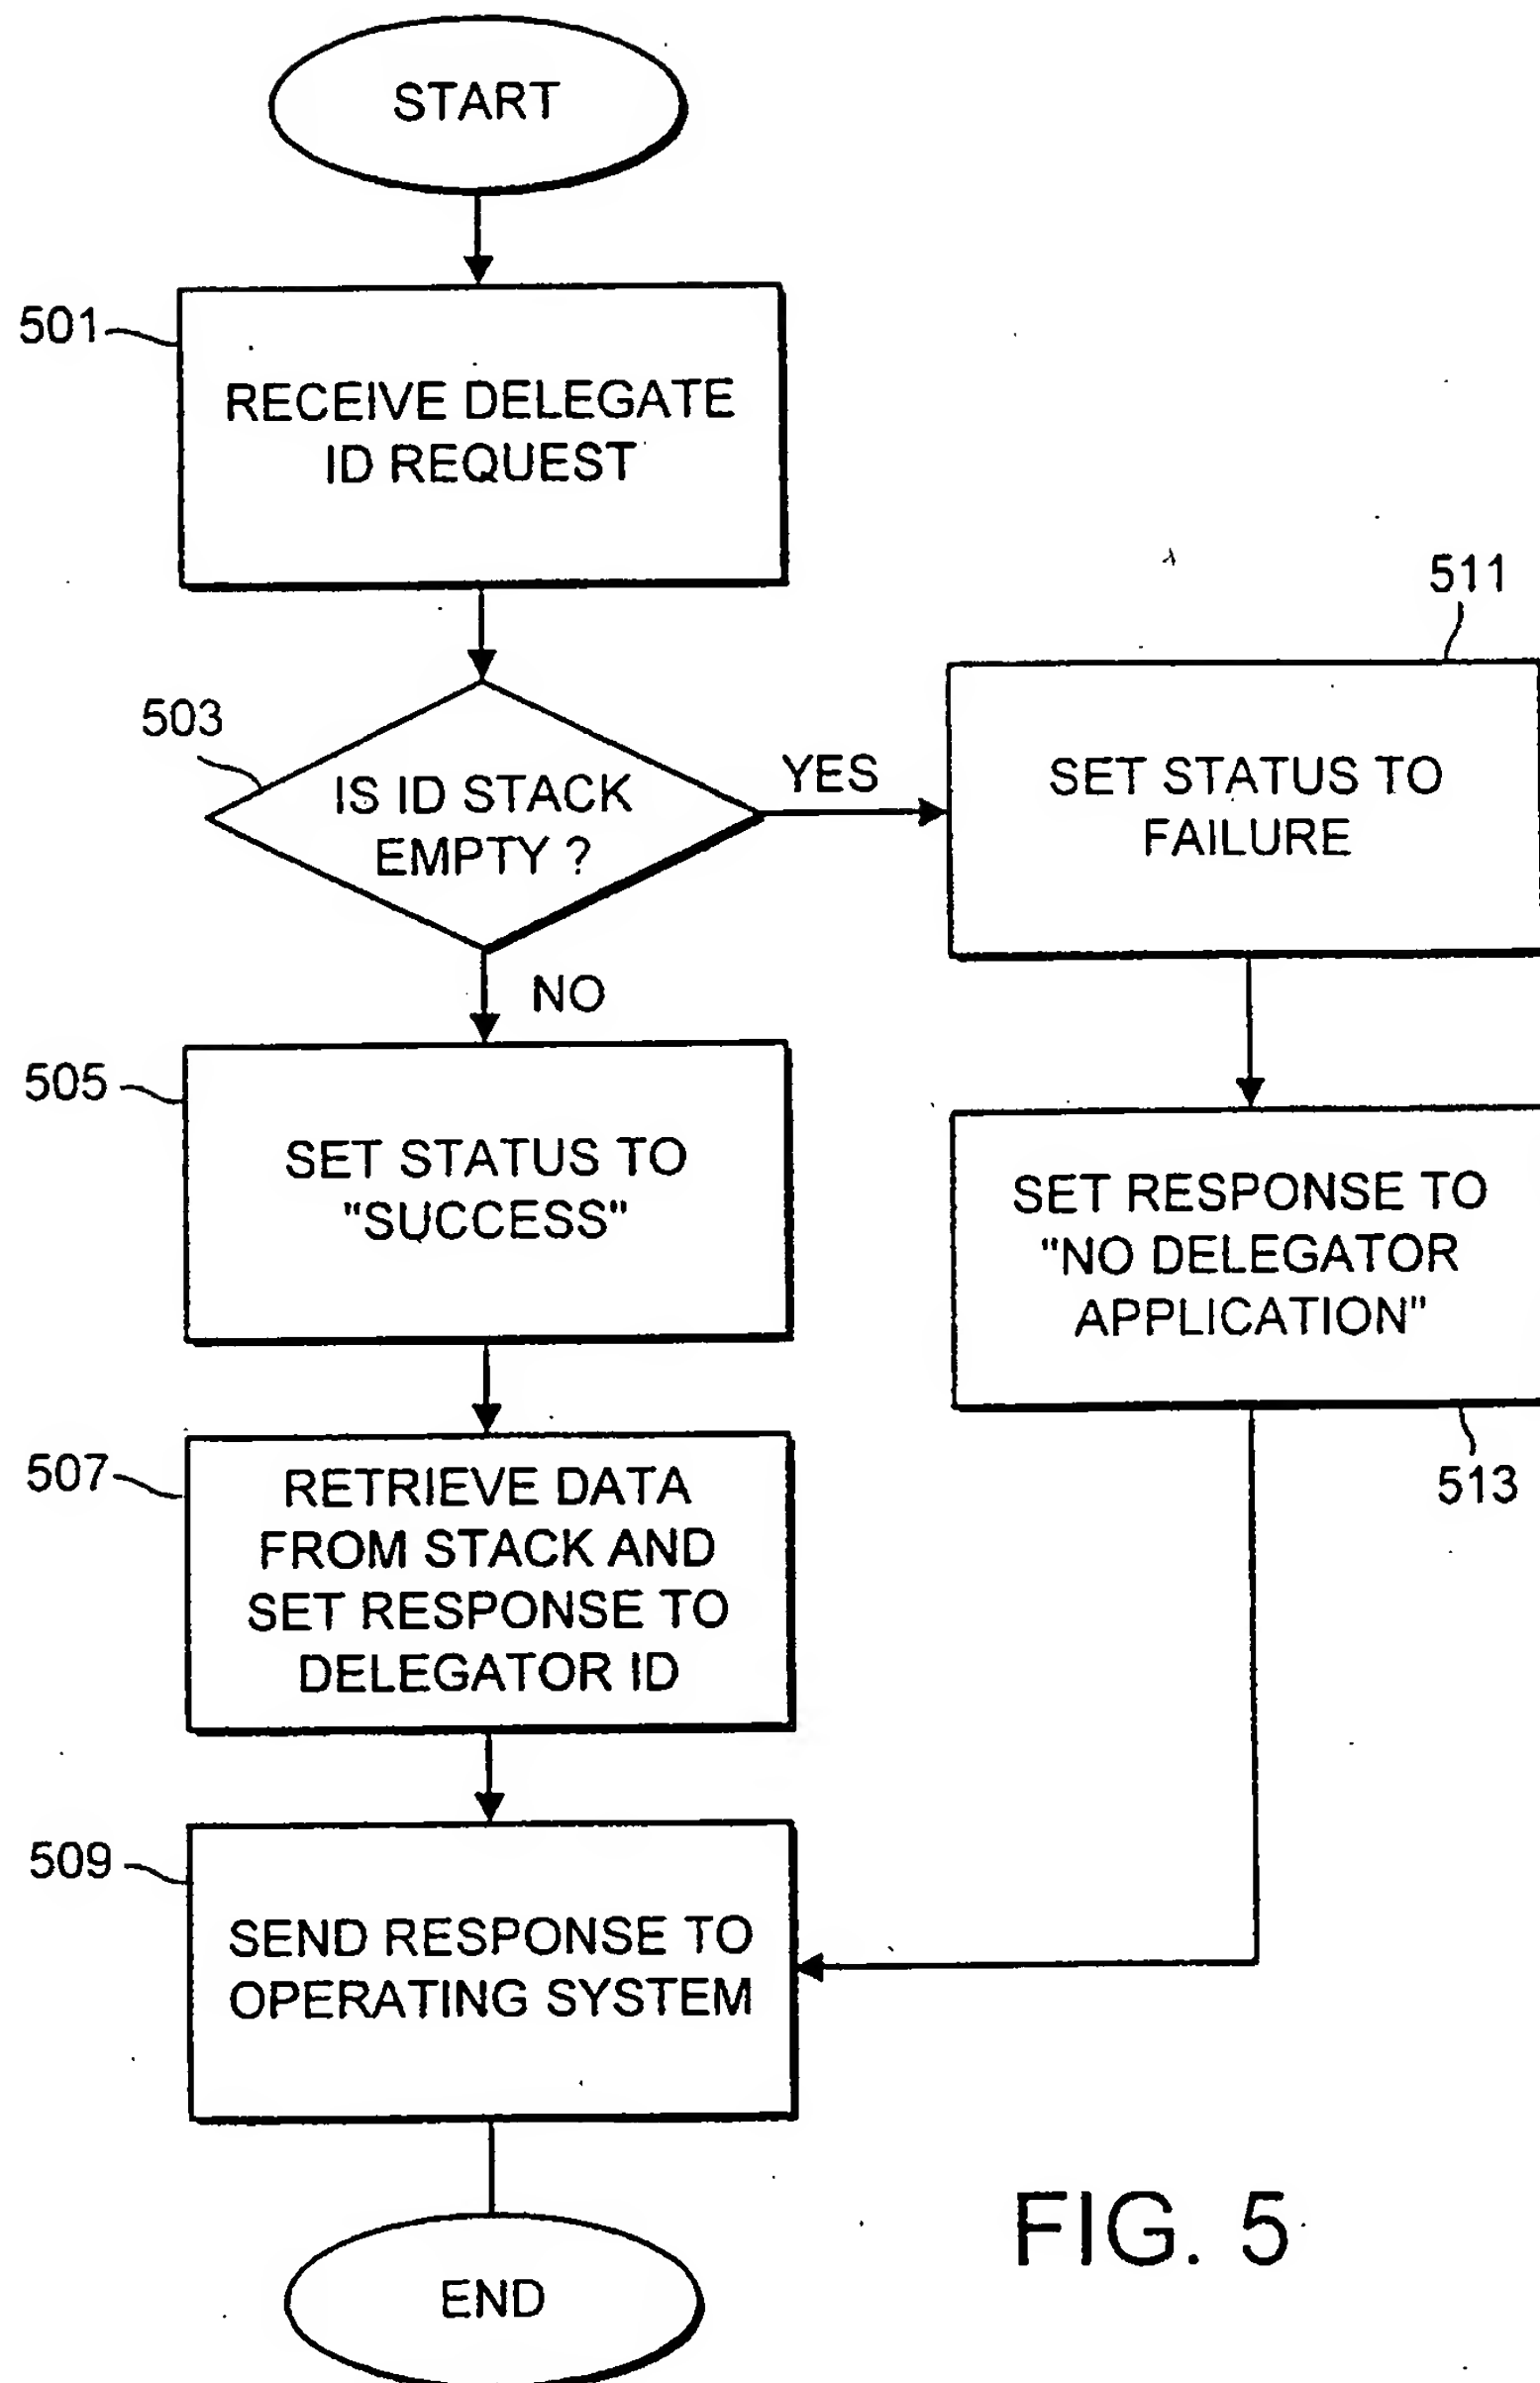 START
501
RECEIVE DELEGATE
ID REQUEST
503
IS ID STACK
EMPTY ?
YES
NO
511
SET STATUS TO
FAILURE
505
SET STATUS TO
"SUCCESS"
SET RESPONSE TO
"NO DELEGATOR
APPLICATION"
513
507
RETRIEVE DATA
FROM STACK AND
SET RESPONSE TO
DELEGATOR ID
509
SEND RESPONSE TO
OPERATING SYSTEM
END
FIG. 5